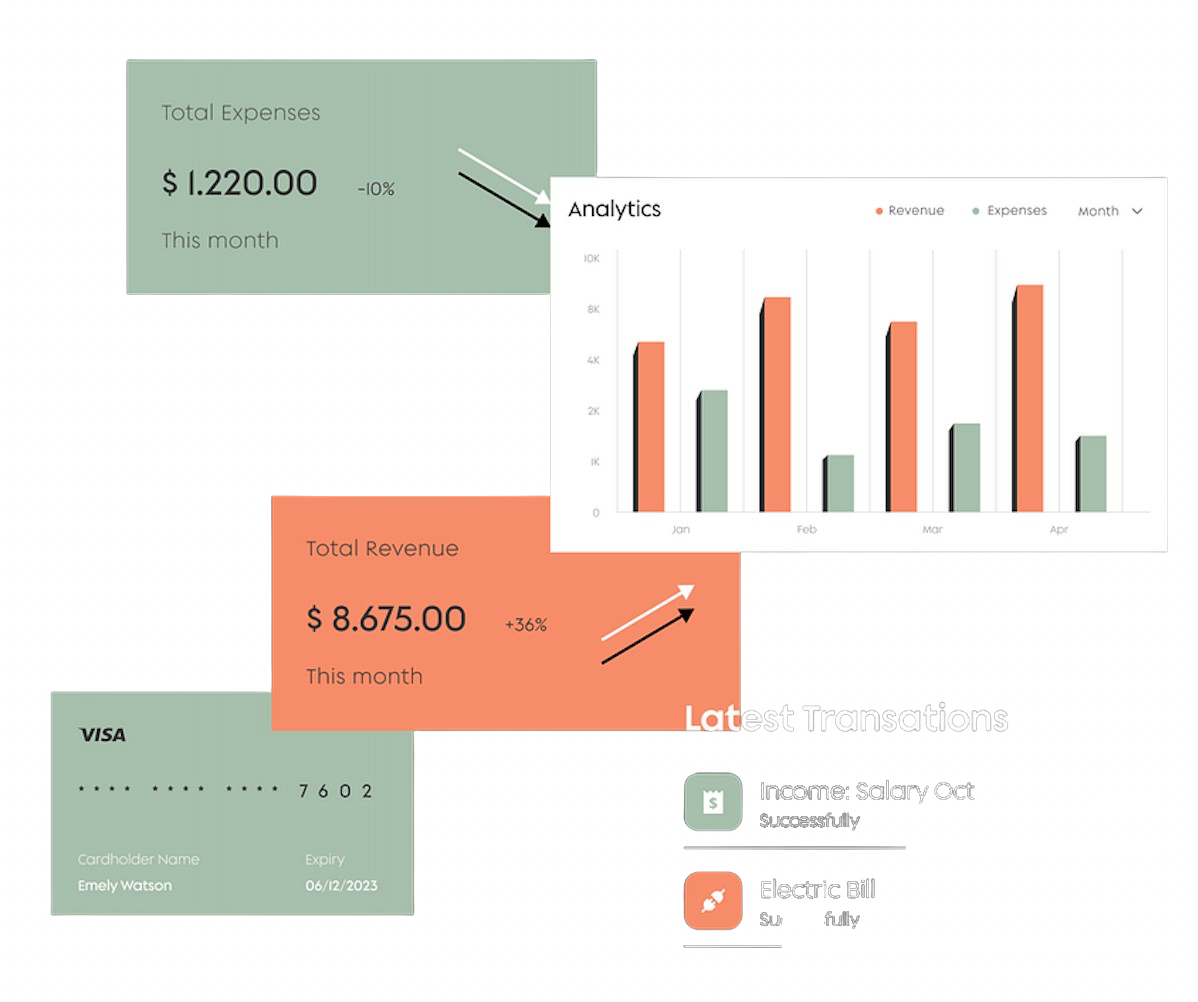 Total Expenses
$ 1.220.00 -10%
This month
Analytics
Revenue Expenses Month
10K
8K
4K
2K
1K
0
Jan Feb Mar Apr
Total Revenue
$ 8.675.00 +36%
This month
VISA
**** **** **** 7602
Cardholder Name Expiry
Emely Watson 06/12/2023
Latest Transations
Income: Salary Oct
Successfully
Electric Bill
Su fully